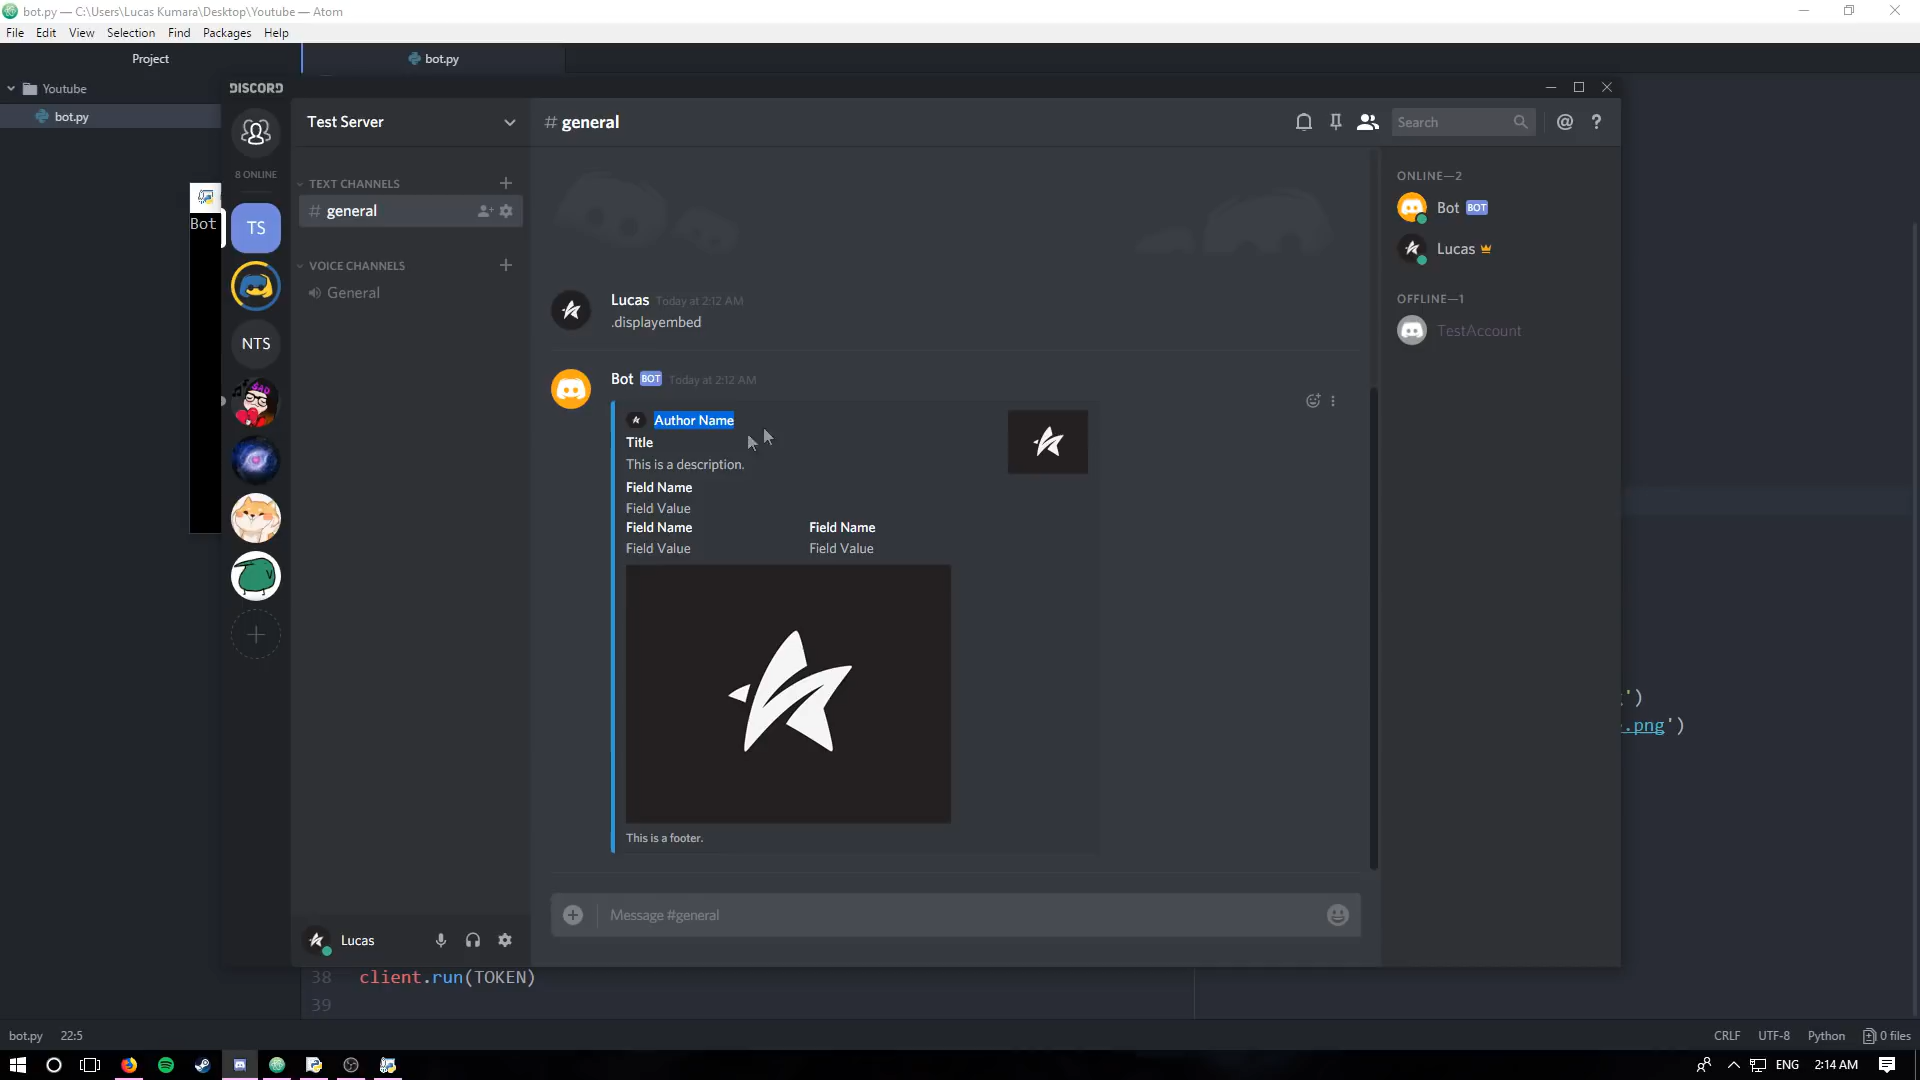 bot.py — C:\Users\Lucas Kumara\Desktop\Youtube — Atom
File Edit View Selection Find Packages Help
Project
bot.py
Youtube
bot.py
Bot
DISCORD
8 ONLINE
TS
NTS
Test Server
TEXT CHANNELS
# general
VOICE CHANNELS
General
Lucas
# general
Search
@ ?
Lucas Today at 2:12 AM
.displayembed
Bot BOT Today at 2:12 AM
Author Name
Title
This is a description.
Field Name
Field Value
Field Name Field Name
Field Value Field Value
This is a footer.
Message #general
ONLINE—2
Bot BOT
Lucas
OFFLINE—1
TestAccount
')
.png')
38 client.run(TOKEN)
39
bot.py 22:5
CRLF UTF-8 Python 0 files
ENG 2:14 AM